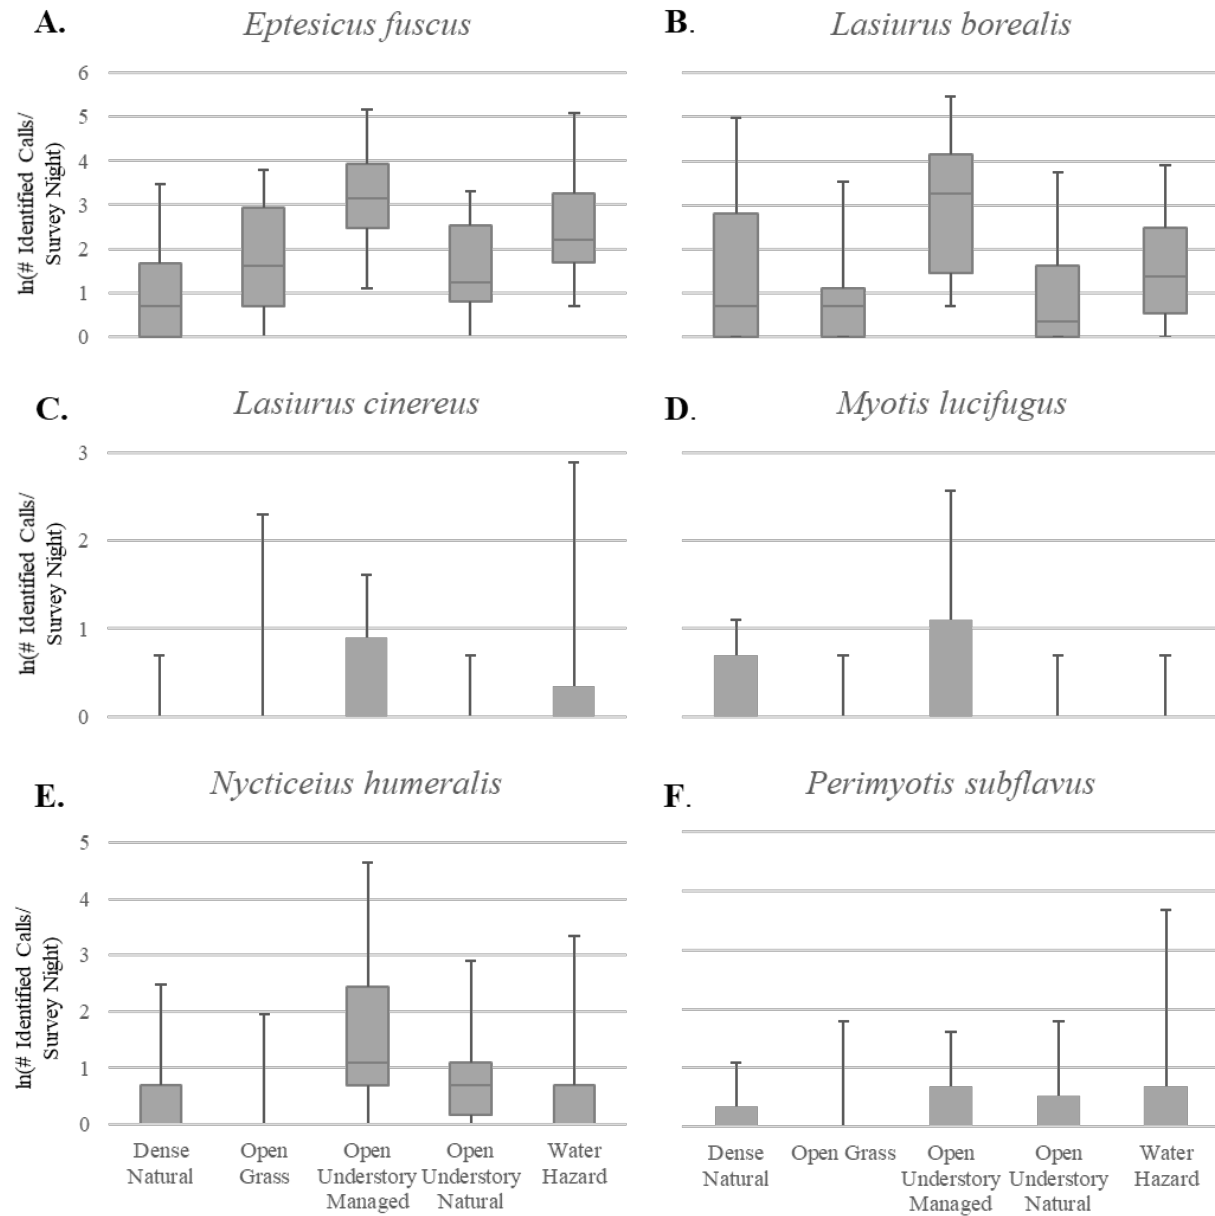 A.
Eptesicus fuscus
B.
Lasiurus borealis
ln(# Identified Calls/
Survey Night)
6
5
4
3
2
1
0
C.
Lasiurus cinereus
D.
Myotis lucifugus
ln(# Identified Calls/
Survey Night)
3
2
1
0
E.
Nycticeius humeralis
F.
Perimyotis subflavus
ln(# Identified Calls/
Survey Night)
5
4
3
2
1
0
Dense
Natural
Open
Grass
Open
Understory
Managed
Open
Understory
Natural
Water
Hazard
Dense
Natural
Open Grass
Open
Understory
Managed
Open
Understory
Natural
Water
Hazard